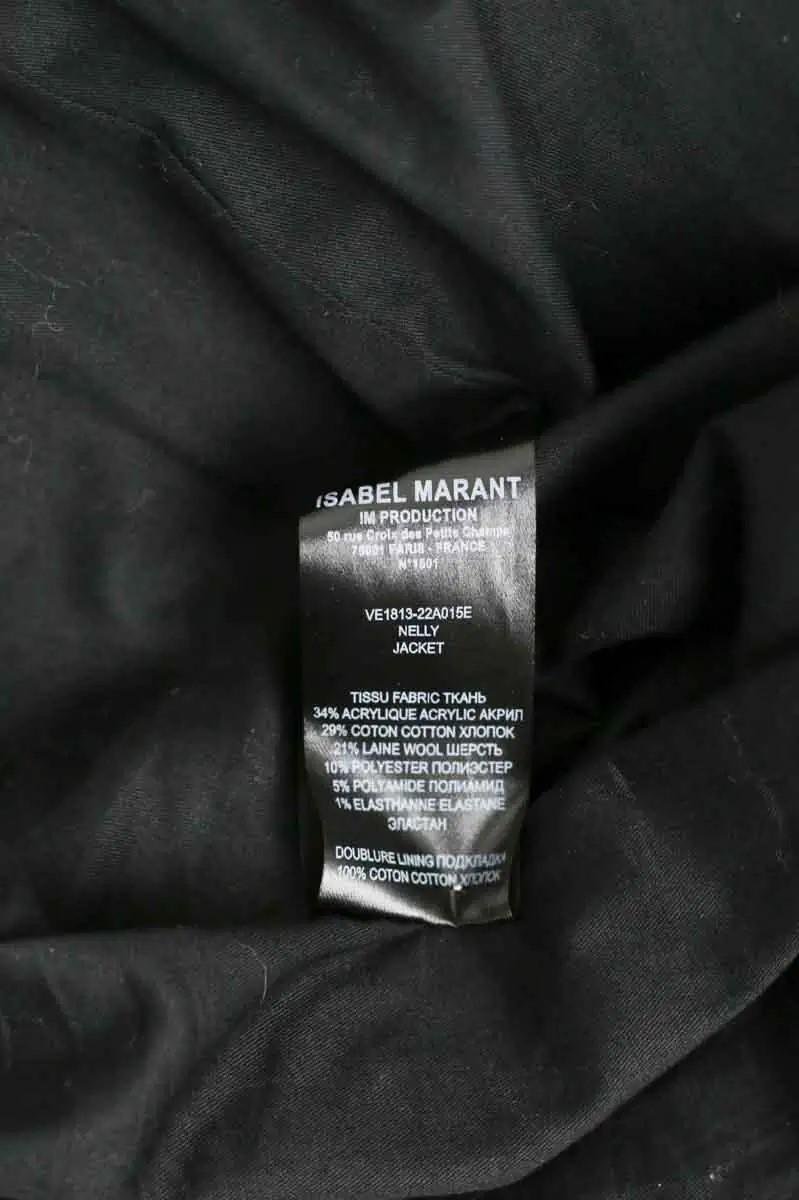 ISABEL MARANT
IM PRODUCTION
50 rue Croix des Petits Champs
75001 PARIS - FRANCE
N°1601
VE1813-22A015E
NELLY
JACKET
TISSU FABRIC ТКАНЬ
34% ACRYLIQUE ACRYLIC АКРИЛ
29% COTON COTTON ХЛОПОК
21% LAINE WOOL ШЕРСТЬ
10% POLYESTER ПОЛИЭСТЕР
5% POLYAMIDE ПОЛИАМИД
1% ELASTHANNE ELASTANE
ЭЛАСТАН
DOUBLURE LINING ПОДКЛАДКА
100% COTON COTTON ХЛОПОК